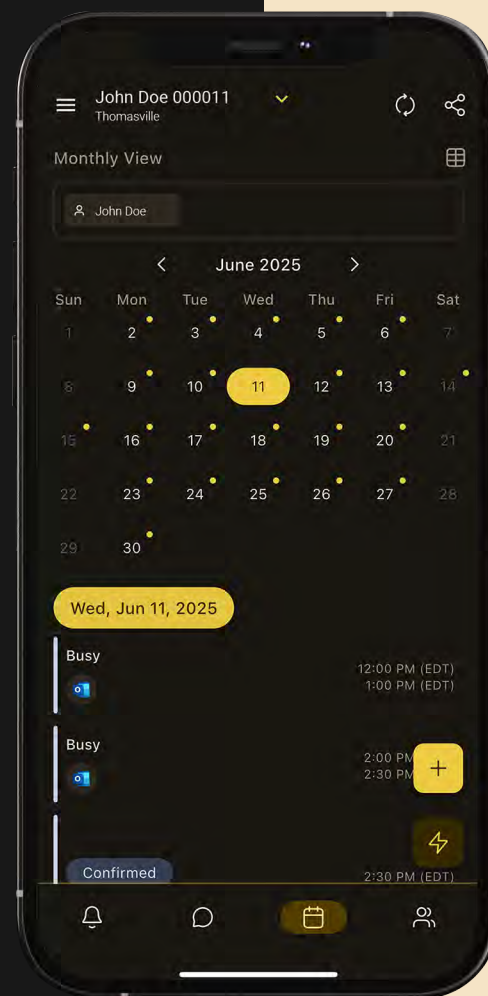 John Doe 000011
Thomasville
Monthly View
John Doe
June 2025
Sun Mon Tue Wed Thu Fri Sat
1 2 3 4 5 6 7
8 9 10 11 12 13 14
15 16 17 18 19 20 21
22 23 24 25 26 27 28
29 30
Wed, Jun 11, 2025
Busy
12:00 PM (EDT)
1:00 PM (EDT)
Busy
2:00 PM
2:30 PM
Confirmed
2:30 PM (EDT)